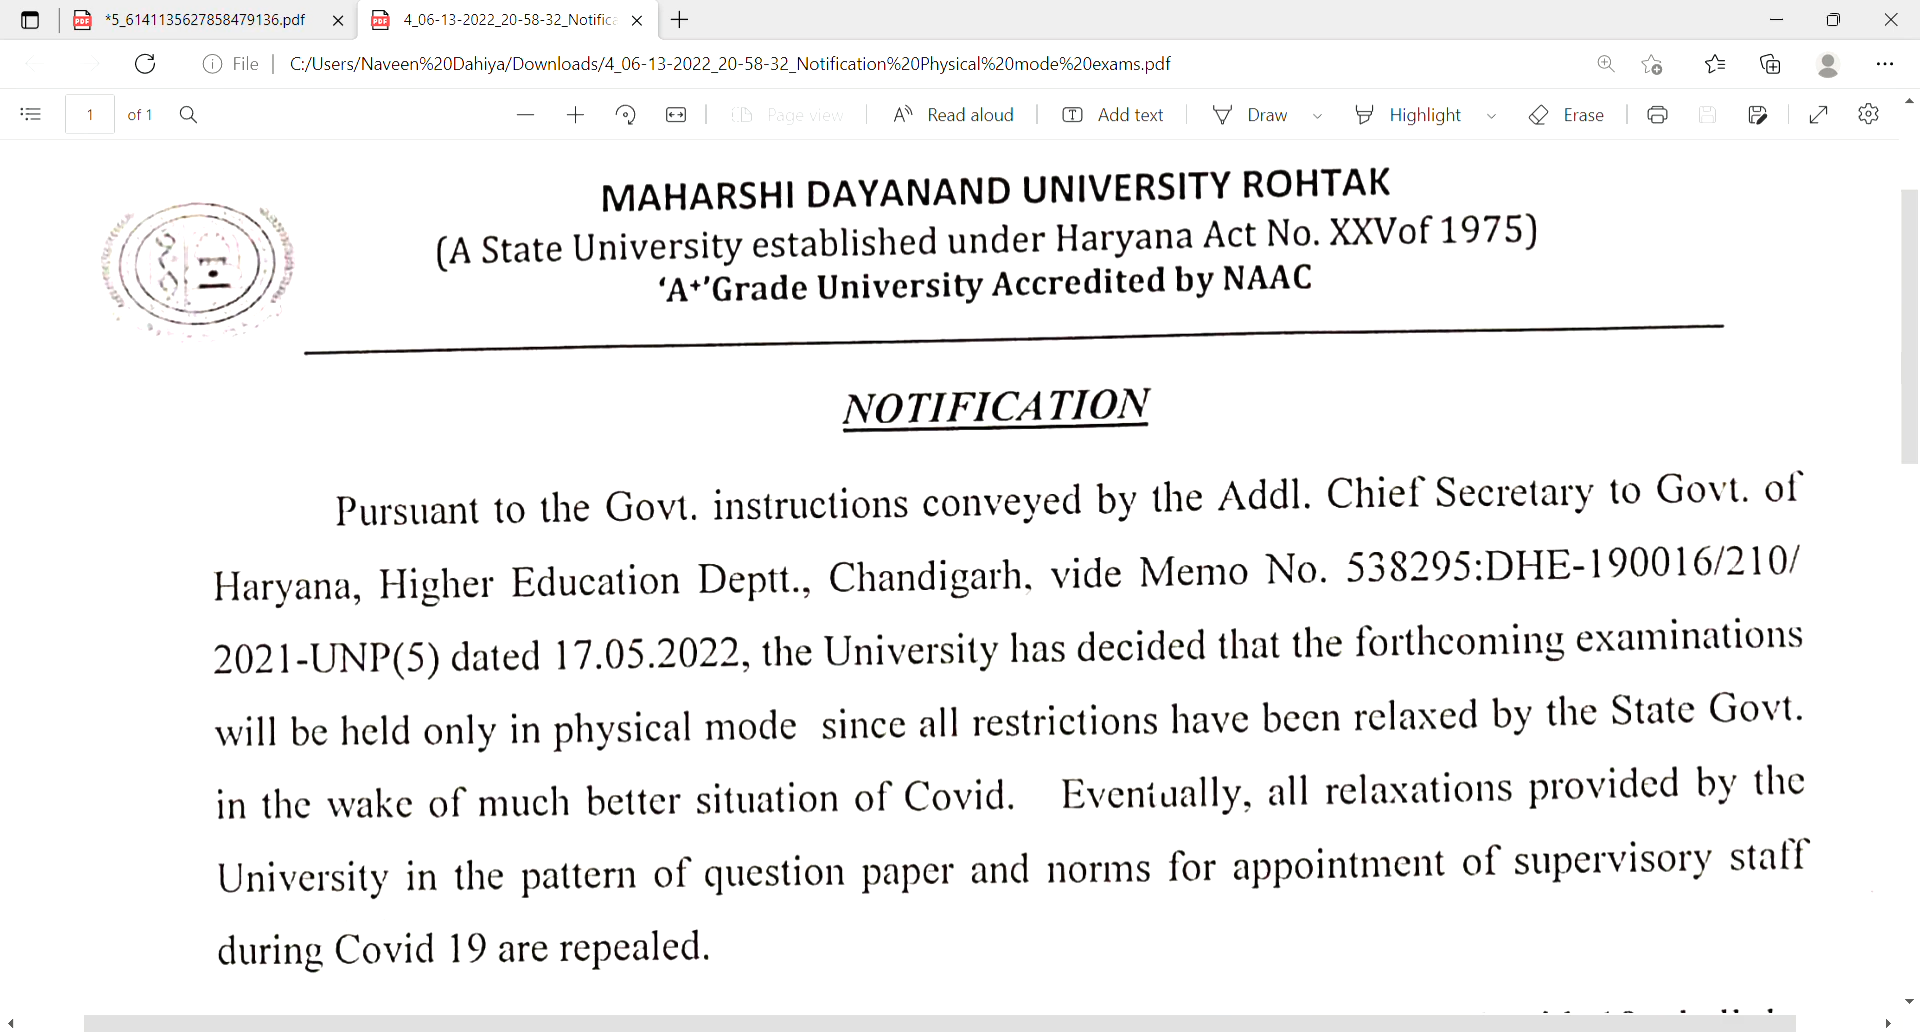 *5_6141135627858479136.pdf
4_06-13-2022_20-58-32_Notifica
File
C:/Users/Naveen%20Dahiya/Downloads/4_06-13-2022_20-58-32_Notification%20Physical%20mode%20exams.pdf
1 of 1
Page view
Read aloud
Add text
Draw
Highlight
Erase
MAHARSHI DAYANAND UNIVERSITY ROHTAK
(A State University established under Haryana Act No. XXVof 1975)
‘A+’Grade University Accredited by NAAC
NOTIFICATION
Pursuant to the Govt. instructions conveyed by the Addl. Chief Secretary to Govt. of
Haryana, Higher Education Deptt., Chandigarh, vide Memo No. 538295:DHE-190016/210/
2021-UNP(5) dated 17.05.2022, the University has decided that the forthcoming examinations
will be held only in physical mode since all restrictions have been relaxed by the State Govt.
in the wake of much better situation of Covid. Eventually, all relaxations provided by the
University in the pattern of question paper and norms for appointment of supervisory staff
during Covid 19 are repealed.